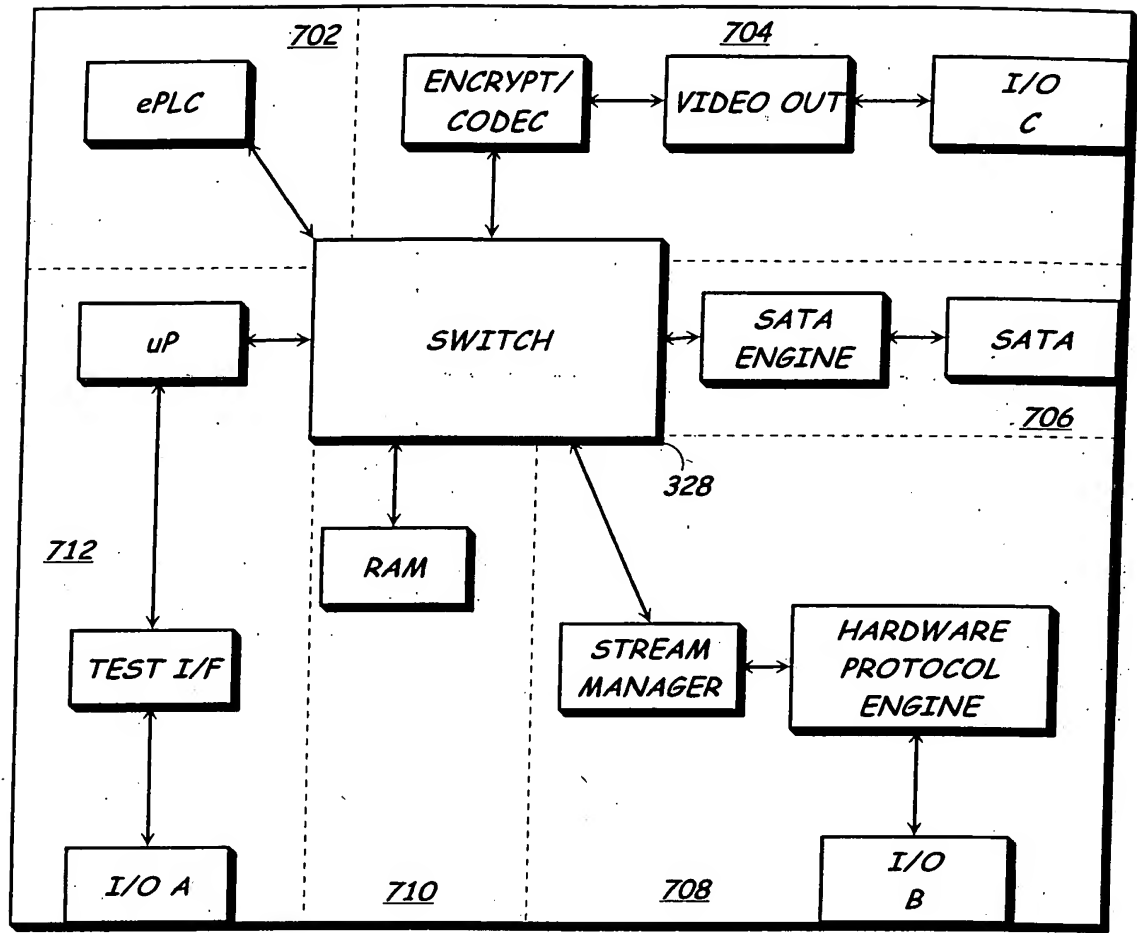 702
704
ePLC
ENCRYPT/
CODEC
VIDEO OUT
I/O
C
uP
SWITCH
SATA
ENGINE
SATA
706
328
712
RAM
TEST I/F
STREAM
MANAGER
HARDWARE
PROTOCOL
ENGINE
I/O A
710
708
I/O
B